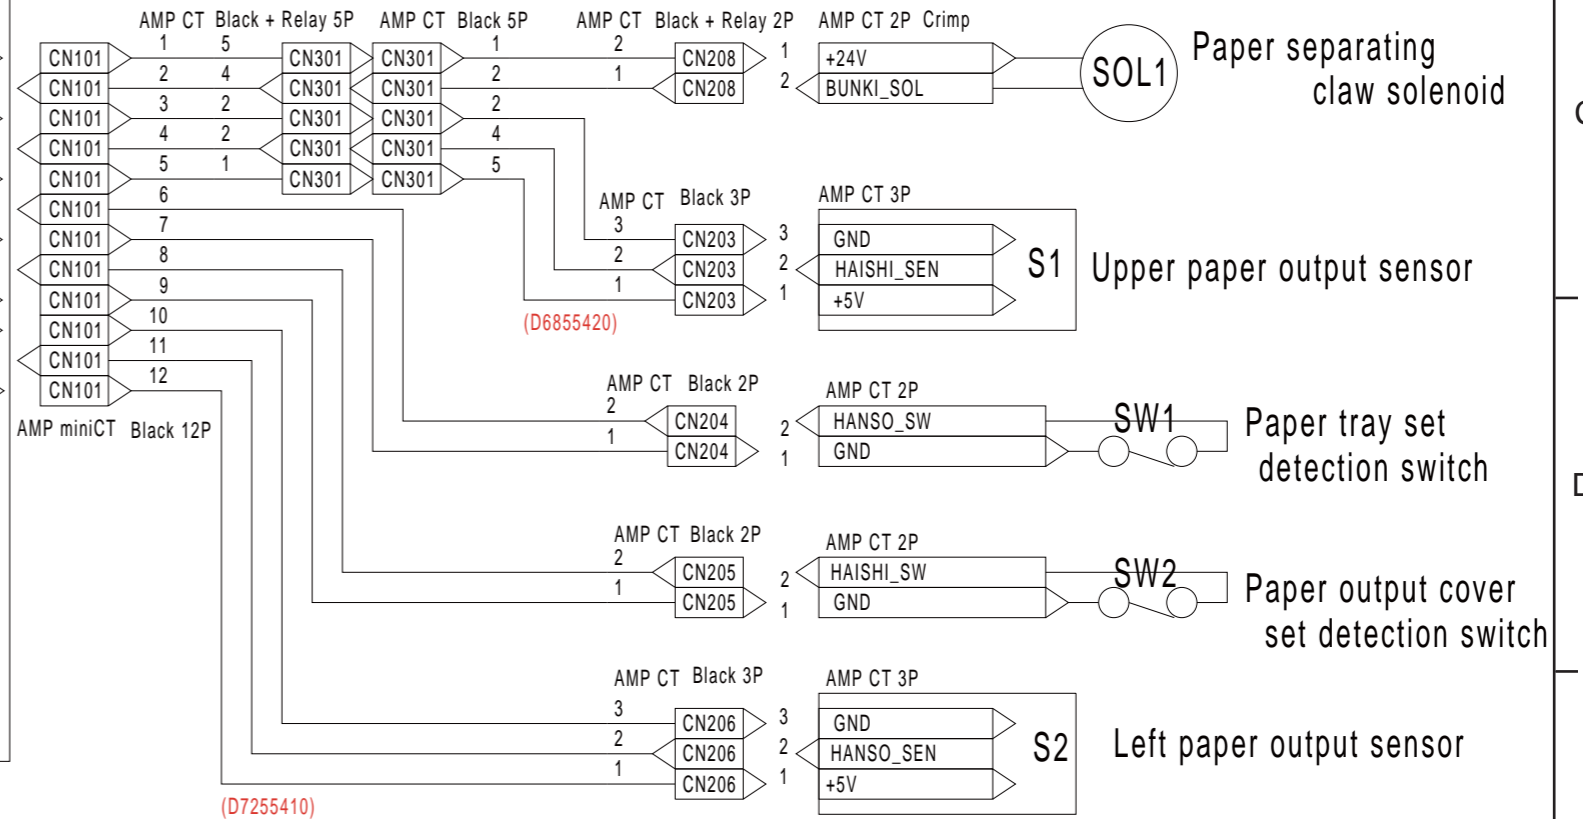 AMP CT Black + Relay 5P AMP CT Black 5P AMP CT Black + Relay 2P AMP CT 2P Crimp
CN101 1 5 CN301 CN301 1 2 CN208 1 +24V
CN101 2 4 CN301 CN301 2 1 CN208 2 BUNKI_SOL
SOL1
Paper separating
claw solenoid
CN101 3 2 CN301 CN301 2
CN101 4 2 CN301 CN301 4
CN101 5 1 CN301 CN301 5
CN101 6
CN101 7
CN101 8
CN101 9
CN101 10
CN101 11
CN101 12
AMP miniCT Black 12P
AMP CT Black 3P AMP CT 3P
3 CN203 3 GND
2 CN203 2 HAISHI_SEN
1 CN203 1 +5V
S1
Upper paper output sensor
(D6855420)
AMP CT Black 2P AMP CT 2P
2 CN204 2 HANSO_SW
1 CN204 1 GND
SW1
Paper tray set
detection switch
AMP CT Black 2P AMP CT 2P
2 CN205 2 HAISHI_SW
1 CN205 1 GND
SW2
Paper output cover
set detection switch
AMP CT Black 3P AMP CT 3P
3 CN206 3 GND
2 CN206 2 HANSO_SEN
1 CN206 1 +5V
S2
Left paper output sensor
(D7255410)